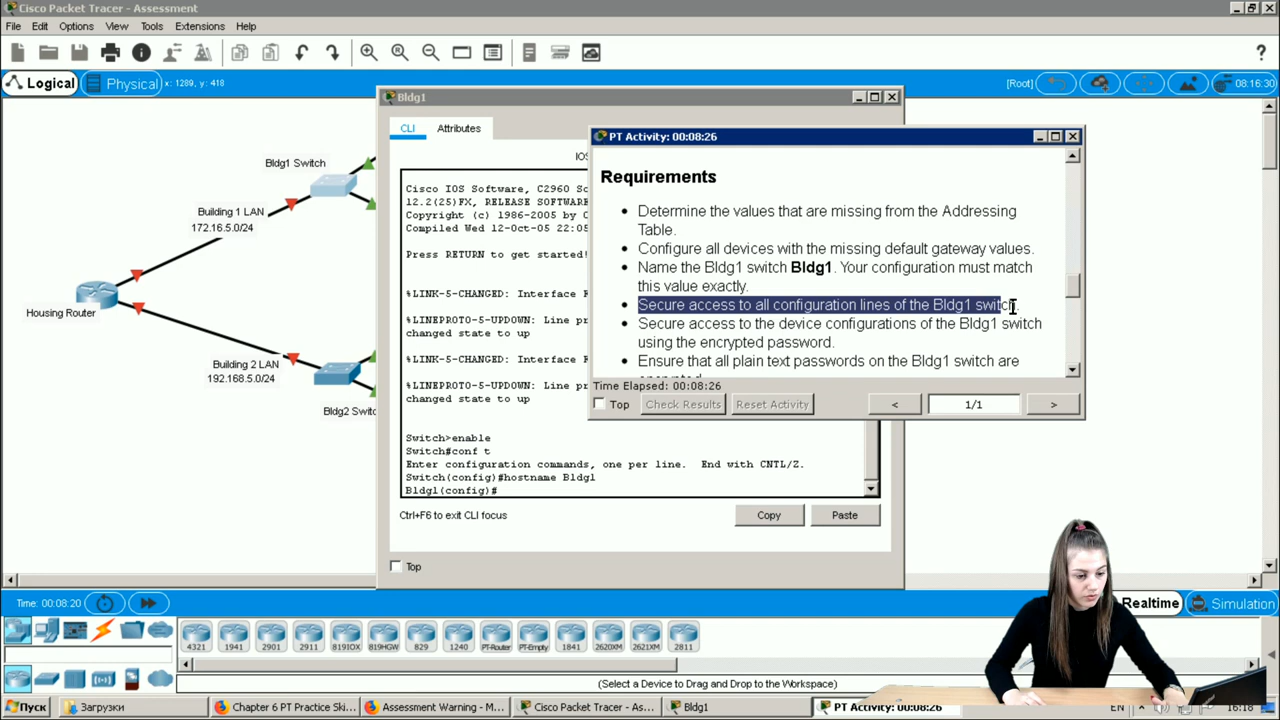 Cisco Packet Tracer - Assessment
File Edit Options View Tools Extensions Help
Logical Physical x: 1289, y: 418 [Root] 08:16:30
Bldg1
CLI Attributes
IOS
Cisco IOS Software, C2960 So
12.2(25)FX, RELEASE SOFTWARE
Copyright (c) 1986-2005 by C
Compiled Wed 12-Oct-05 22:05
Press RETURN to get started!
%LINK-5-CHANGED: Interface F
%LINEPROTO-5-UPDOWN: Line pr
changed state to up
%LINK-5-CHANGED: Interface F
%LINEPROTO-5-UPDOWN: Line pr
changed state to up
Switch>enable
Switch#conf t
Enter configuration commands, one per line. End with CNTL/Z.
Switch(config)#hostname Bldg1
Bldg1(config)#
Ctrl+F6 to exit CLI focus
Copy Paste
Top
PT Activity: 00:08:26
Requirements
Determine the values that are missing from the Addressing
Table.
Configure all devices with the missing default gateway values.
Name the Bldg1 switch Bldg1. Your configuration must match
this value exactly.
Secure access to all configuration lines of the Bldg1 switch.
Secure access to the device configurations of the Bldg1 switch
using the encrypted password.
Ensure that all plain text passwords on the Bldg1 switch are
encrypted.
Time Elapsed: 00:08:26
Top Check Results Reset Activity < 1/1 >
Bldg1 Switch
Building 1 LAN
172.16.5.0/24
Housing Router
Building 2 LAN
192.168.5.0/24
Bldg2 Switc
Time: 00:08:20 Realtime Simulation
4321 1941 2901 2911 819IOX 819HGW 829 1240 PT-Router PT-Empty 1841 2620XM 2621XM 2811
(Select a Device to Drag and Drop to the Workspace)
Пуск Загрузки Chapter 6 PT Practice Ski... Assessment Warning - M... Cisco Packet Tracer - As... Bldg1 PT Activity: 00:08:26 EN 16:18